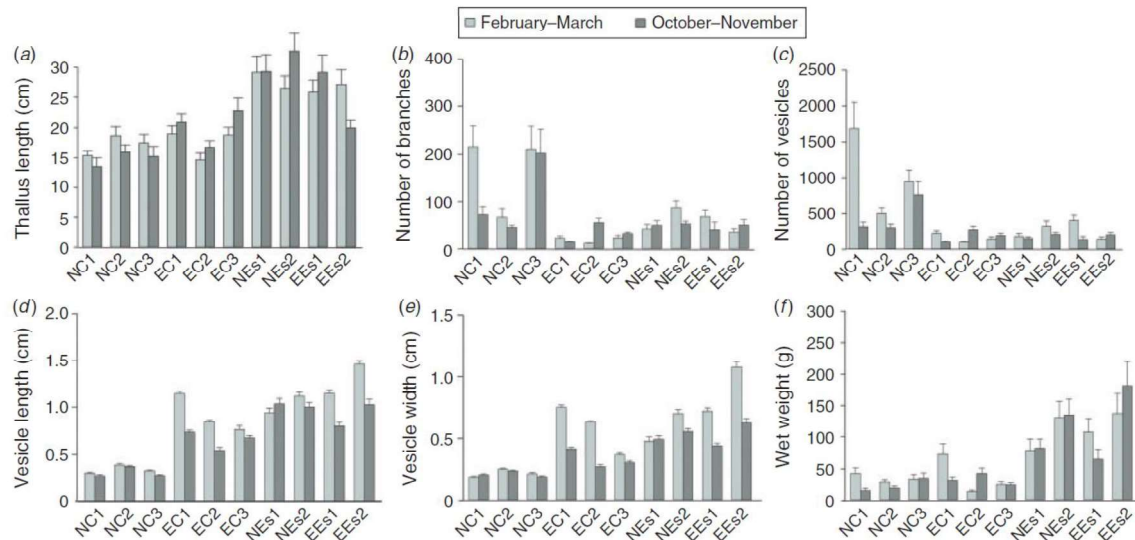 February–March October–November
(a)
Thallus length (cm)
30
25
20
15
10
5
0
NC1 NC2 NC3 EC1 EC2 EC3 NEs1 NEs2 EEs1 EEs2
(b)
Number of branches
400
300
200
100
0
NC1 NC2 NC3 EC1 EC2 EC3 NEs1 NEs2 EEs1 EEs2
(c)
Number of vesicles
2500
2000
1500
1000
500
0
NC1 NC2 NC3 EC1 EC2 EC3 NEs1 NEs2 EEs1 EEs2
(d)
Vesicle length (cm)
2.0
1.5
1.0
0.5
0
NC1 NC2 NC3 EC1 EC2 EC3 NEs1 NEs2 EEs1 EEs2
(e)
Vesicle width (cm)
1.5
1.0
0.5
0
NC1 NC2 NC3 EC1 EC2 EC3 NEs1 NEs2 EEs1 EEs2
(f)
Wet weight (g)
300
250
200
150
100
50
0
NC1 NC2 NC3 EC1 EC2 EC3 NEs1 NEs2 EEs1 EEs2